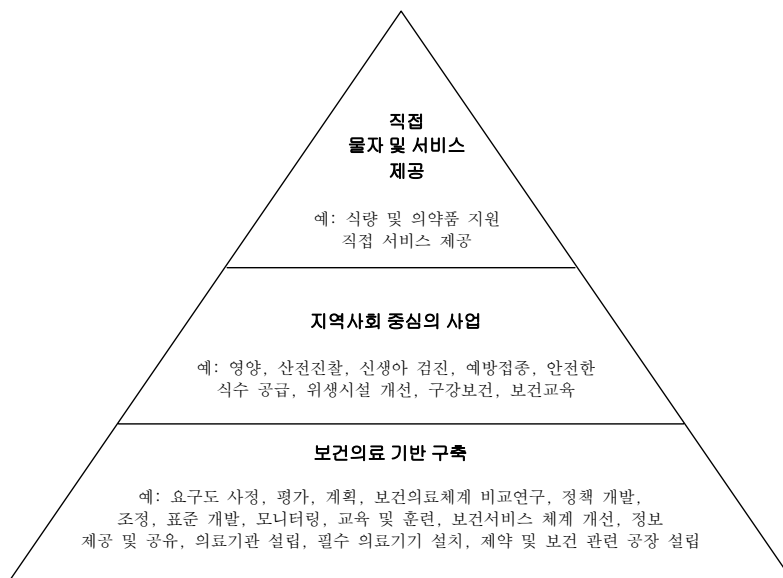 직접
물자 및 서비스
제공
예: 식량 및 의약품 지원
직접 서비스 제공
지역사회 중심의 사업
예: 영양, 산전진찰, 신생아 검진, 예방접종, 안전한
식수 공급, 위생시설 개선, 구강보건, 보건교육
보건의료 기반 구축
예: 요구도 사정, 평가, 계획, 보건의료체계 비교연구, 정책 개발,
조정, 표준 개발, 모니터링, 교육 및 훈련, 보건서비스 체계 개선, 정보
제공 및 공유, 의료기관 설립, 필수 의료기기 설치, 제약 및 보건 관련 공장 설립